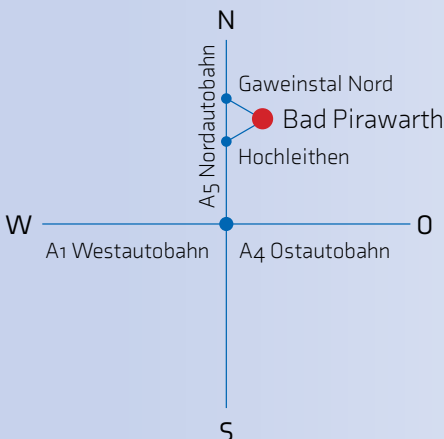 N
A5 Nordautobahn
Gaweinstal Nord
Bad Pirawarth
Hochleithen
W
O
A1 Westautobahn
A4 Ostautobahn
S